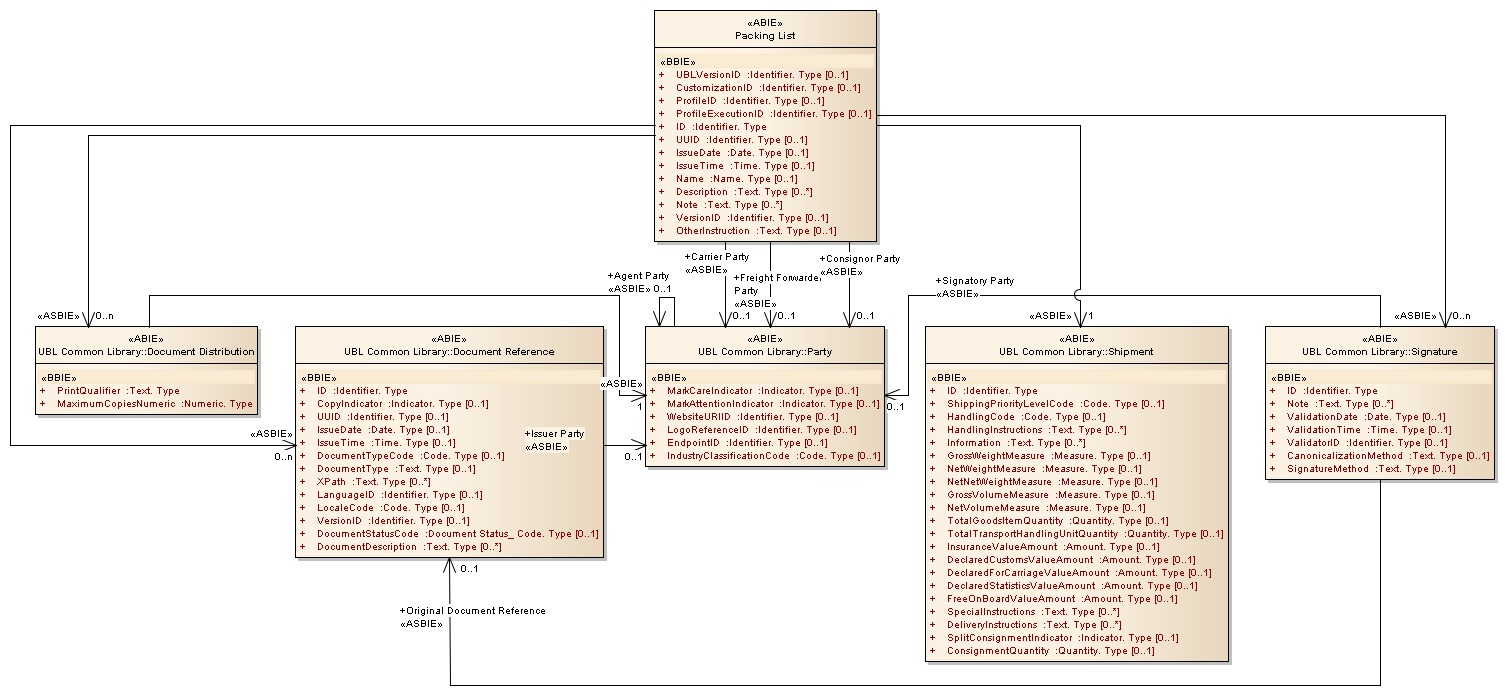 «ABIE»
Packing List
«BBIE»
+ UBLVersionID :Identifier. Type [0..1]
+ CustomizationID :Identifier. Type [0..1]
+ ProfileID :Identifier. Type [0..1]
+ ProfileExecutionID :Identifier. Type [0..1]
+ ID :Identifier. Type
+ UUID :Identifier. Type [0..1]
+ IssueDate :Date. Type [0..1]
+ IssueTime :Time. Type [0..1]
+ Name :Name. Type [0..1]
+ Description :Text. Type [0..*]
+ Note :Text. Type [0..*]
+ VersionID :Identifier. Type [0..1]
+ OtherInstruction :Text. Type [0..1]
+Carrier Party
«ASBIE»
0..1
+Freight Forwarder
Party
«ASBIE»
0..1
+Consignor Party
«ASBIE»
0..1
+Agent Party
«ASBIE» 0..1
+Signatory Party
«ASBIE»
0..1
«ASBIE» 0..n
«ASBIE» 1
«ASBIE» 0..n
«ABIE»
UBL Common Library::Document Distribution
«BBIE»
+ PrintQualifier :Text. Type
+ MaximumCopiesNumeric :Numeric. Type
«ASBIE»
1
«ASBIE»
0..n
«ABIE»
UBL Common Library::Document Reference
«BBIE»
+ ID :Identifier. Type
+ CopyIndicator :Indicator. Type [0..1]
+ UUID :Identifier. Type [0..1]
+ IssueDate :Date. Type [0..1]
+ IssueTime :Time. Type [0..1]
+ DocumentTypeCode :Code. Type [0..1]
+ DocumentType :Text. Type [0..1]
+ XPath :Text. Type [0..*]
+ LanguageID :Identifier. Type [0..1]
+ LocaleCode :Code. Type [0..1]
+ VersionID :Identifier. Type [0..1]
+ DocumentStatusCode :Document Status_ Code. Type [0..1]
+ DocumentDescription :Text. Type [0..*]
+Issuer Party
«ASBIE»
0..1
«ABIE»
UBL Common Library::Party
«BBIE»
+ MarkCareIndicator :Indicator. Type [0..1]
+ MarkAttentionIndicator :Indicator. Type [0..1]
+ WebsiteURIID :Identifier. Type [0..1]
+ LogoReferenceID :Identifier. Type [0..1]
+ EndpointID :Identifier. Type [0..1]
+ IndustryClassificationCode :Code. Type [0..1]
«ABIE»
UBL Common Library::Shipment
«BBIE»
+ ID :Identifier. Type
+ ShippingPriorityLevelCode :Code. Type [0..1]
+ HandlingCode :Code. Type [0..1]
+ HandlingInstructions :Text. Type [0..*]
+ Information :Text. Type [0..*]
+ GrossWeightMeasure :Measure. Type [0..1]
+ NetWeightMeasure :Measure. Type [0..1]
+ NetNetWeightMeasure :Measure. Type [0..1]
+ GrossVolumeMeasure :Measure. Type [0..1]
+ NetVolumeMeasure :Measure. Type [0..1]
+ TotalGoodsItemQuantity :Quantity. Type [0..1]
+ TotalTransportHandlingUnitQuantity :Quantity. Type [0..1]
+ InsuranceValueAmount :Amount. Type [0..1]
+ DeclaredCustomsValueAmount :Amount. Type [0..1]
+ DeclaredForCarriageValueAmount :Amount. Type [0..1]
+ DeclaredStatisticsValueAmount :Amount. Type [0..1]
+ FreeOnBoardValueAmount :Amount. Type [0..1]
+ SpecialInstructions :Text. Type [0..*]
+ DeliveryInstructions :Text. Type [0..*]
+ SplitConsignmentIndicator :Indicator. Type [0..1]
+ ConsignmentQuantity :Quantity. Type [0..1]
«ABIE»
UBL Common Library::Signature
«BBIE»
+ ID :Identifier. Type
+ Note :Text. Type [0..*]
+ ValidationDate :Date. Type [0..1]
+ ValidationTime :Time. Type [0..1]
+ ValidatorID :Identifier. Type [0..1]
+ CanonicalizationMethod :Text. Type [0..1]
+ SignatureMethod :Text. Type [0..1]
0..1
+Original Document Reference
«ASBIE»